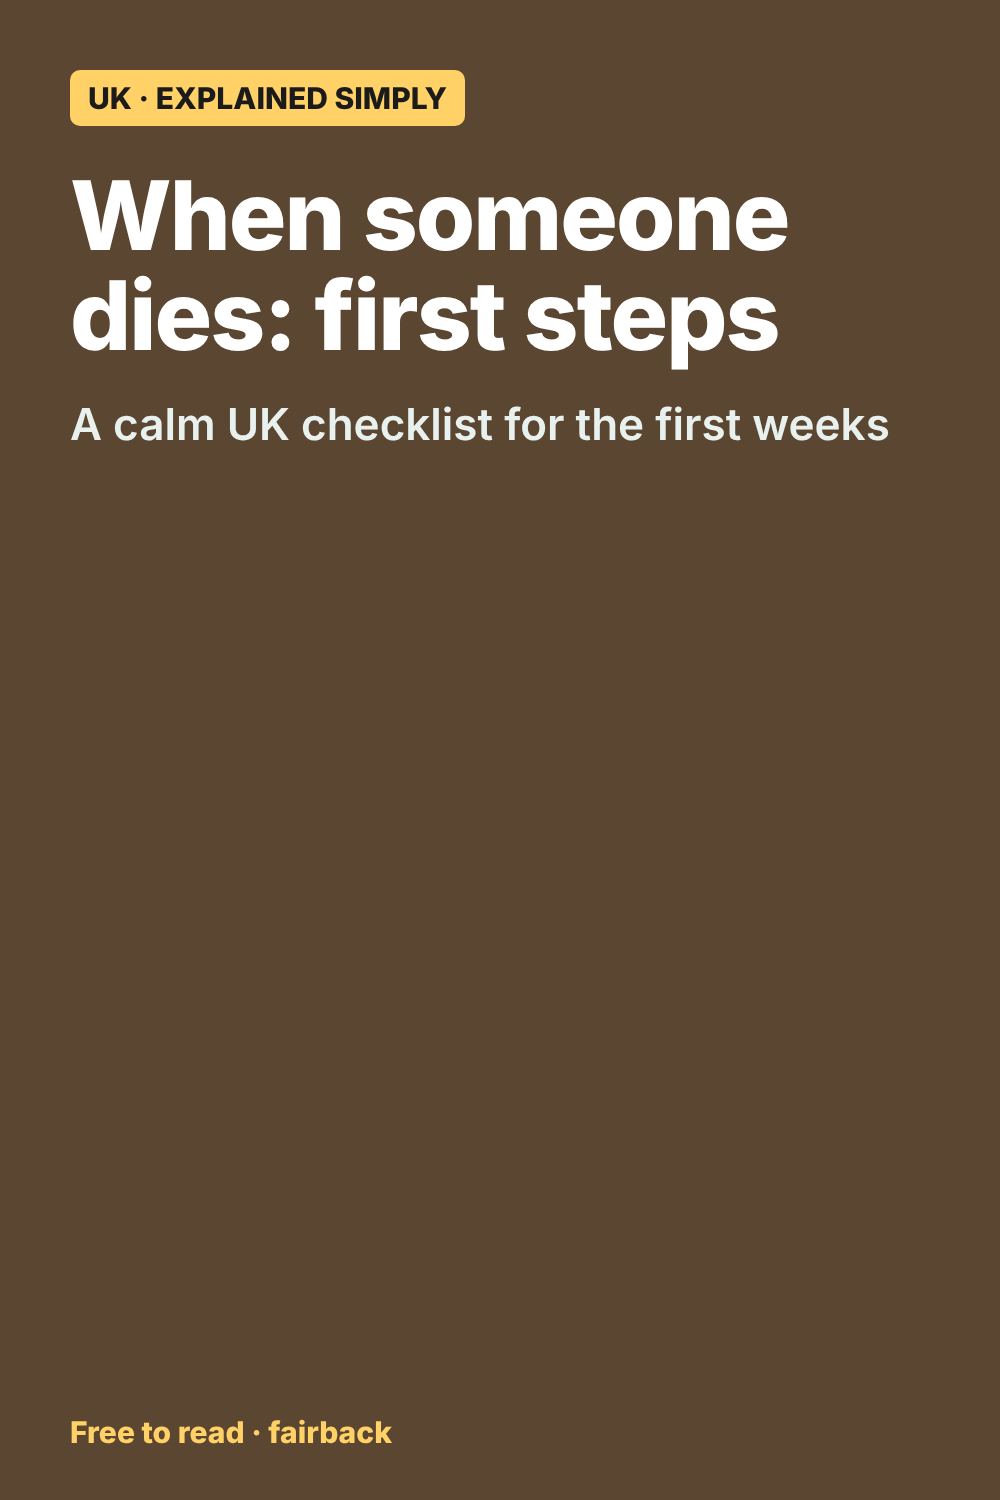 UK · EXPLAINED SIMPLY
When someone
dies: first steps
A calm UK checklist for the first weeks
Free to read · fairback